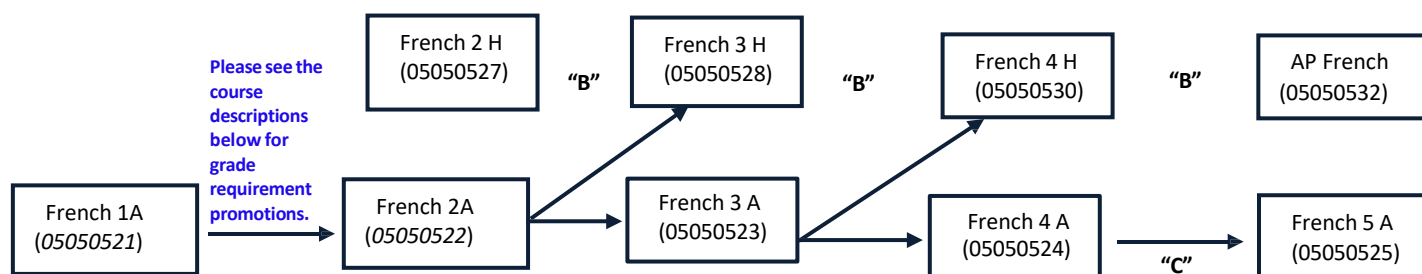 French 2 H
(05050527)
“B”
French 3 H
(05050528)
“B”
French 4 H
(05050530)
“B”
AP French
(05050532)
Please see the
course
descriptions
below for
grade
requirement
promotions.
French 1A
(05050521)
French 2A
(05050522)
French 3 A
(05050523)
French 4 A
(05050524)
“C”
French 5 A
(05050525)